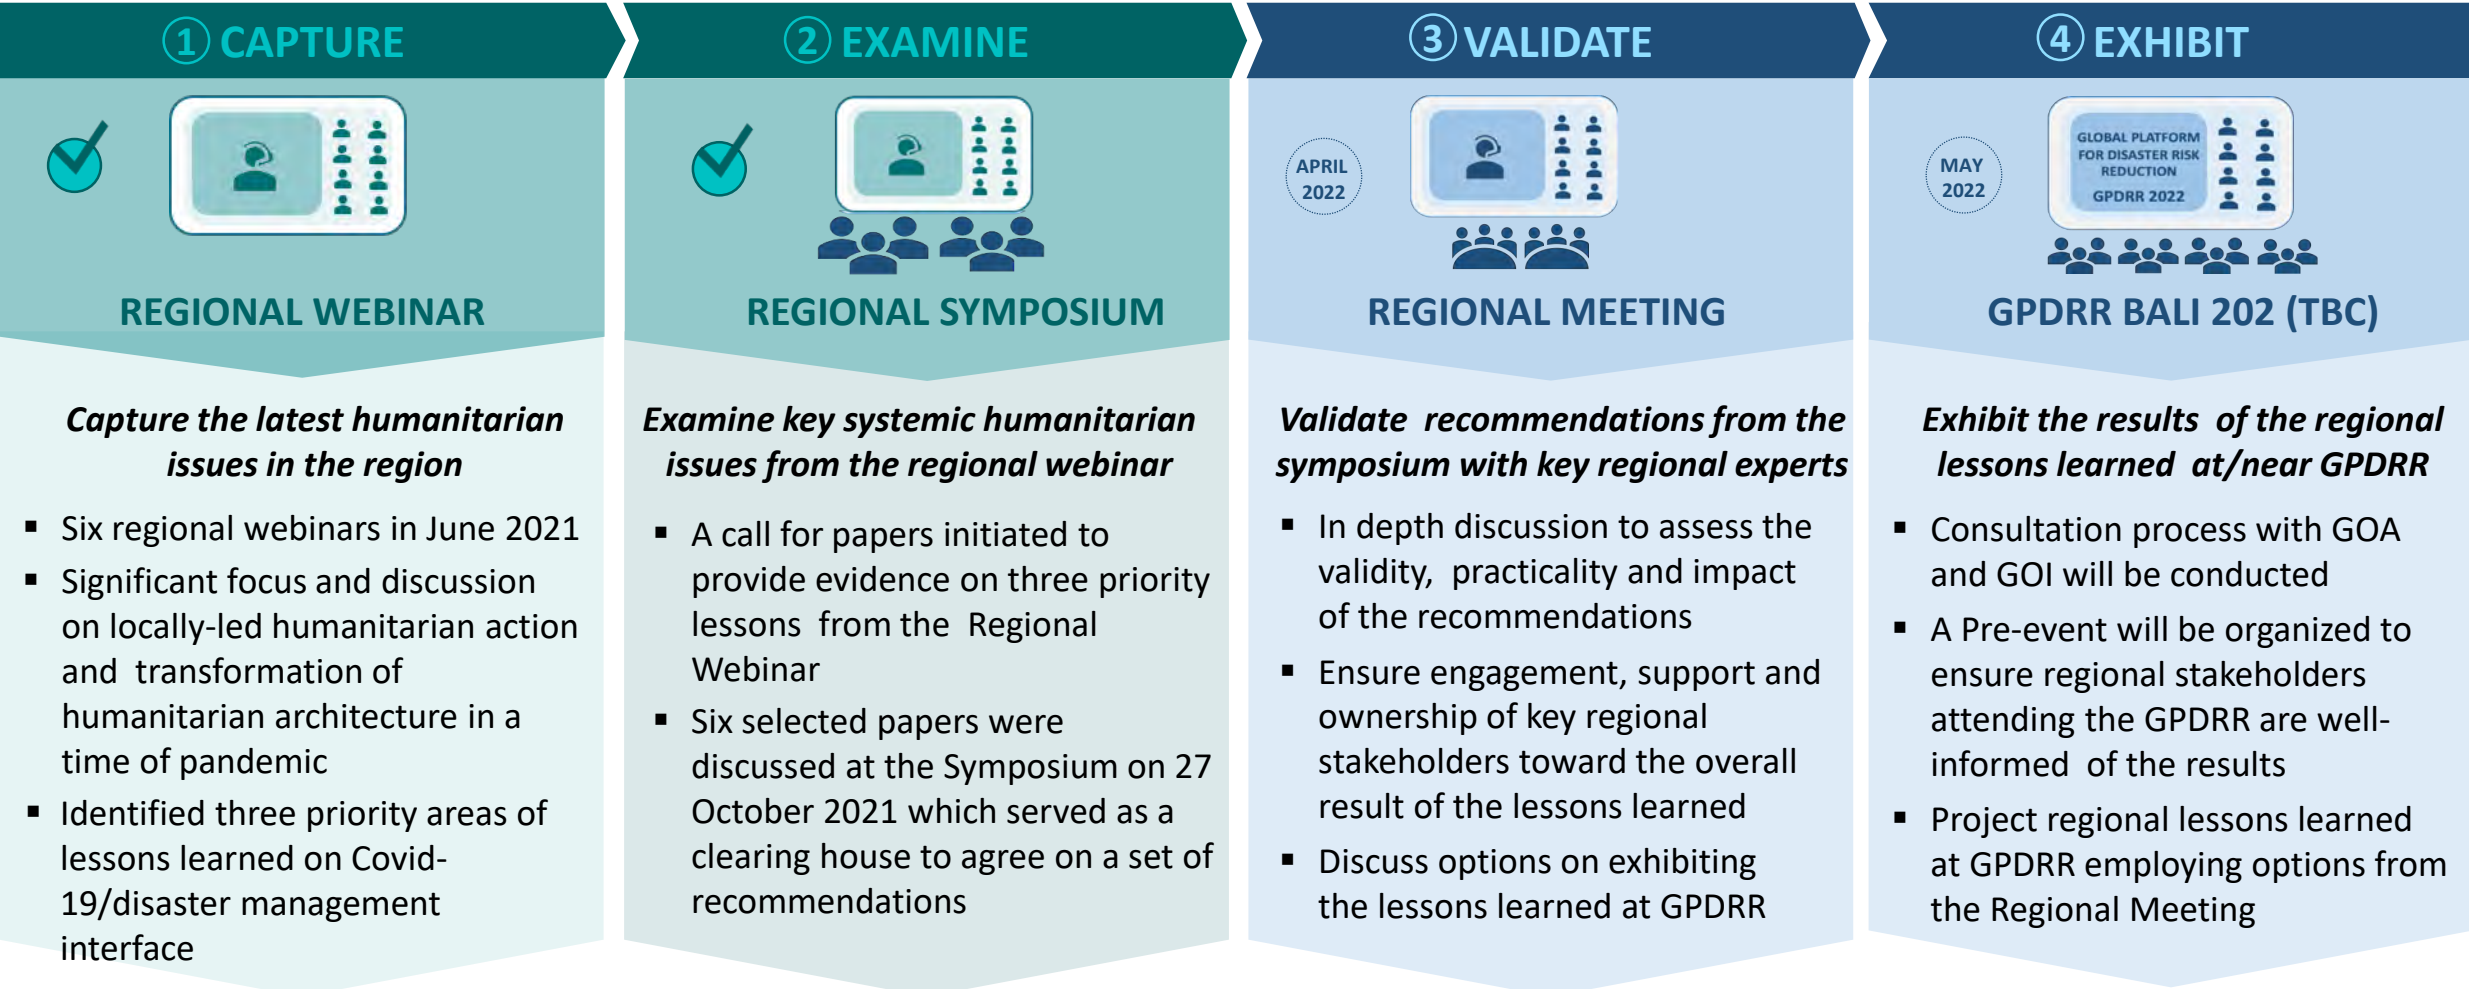 ① CAPTURE
REGIONAL WEBINAR
Capture the latest humanitarian
issues in the region
▪ Six regional webinars in June 2021
▪ Significant focus and discussion
on locally-led humanitarian action
and transformation of
humanitarian architecture in a
time of pandemic
▪ Identified three priority areas of
lessons learned on Covid-
19/disaster management
interface
② EXAMINE
REGIONAL SYMPOSIUM
Examine key systemic humanitarian
issues from the regional webinar
▪ A call for papers initiated to
provide evidence on three priority
lessons from the Regional
Webinar
▪ Six selected papers were
discussed at the Symposium on 27
October 2021 which served as a
clearing house to agree on a set of
recommendations
③ VALIDATE
APRIL
2022
REGIONAL MEETING
Validate recommendations from the
symposium with key regional experts
▪ In depth discussion to assess the
validity, practicality and impact
of the recommendations
▪ Ensure engagement, support and
ownership of key regional
stakeholders toward the overall
result of the lessons learned
▪ Discuss options on exhibiting
the lessons learned at GPDRR
④ EXHIBIT
MAY
2022
GLOBAL PLATFORM
FOR DISASTER RISK
REDUCTION
GPDRR 2022
GPDRR BALI 202 (TBC)
Exhibit the results of the regional
lessons learned at/near GPDRR
▪ Consultation process with GOA
and GOI will be conducted
▪ A Pre-event will be organized to
ensure regional stakeholders
attending the GPDRR are well-
informed of the results
▪ Project regional lessons learned
at GPDRR employing options from
the Regional Meeting